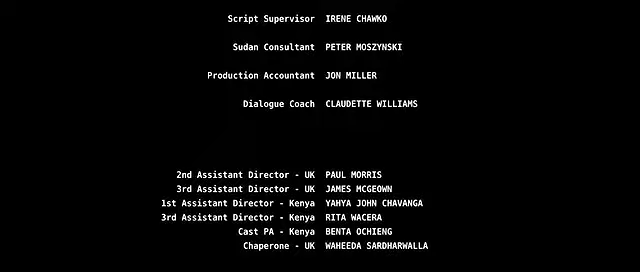 Script Supervisor IRENE CHAWKO
Sudan Consultant PETER MOSZYNSKI
Production Accountant JON MILLER
Dialogue Coach CLAUDETTE WILLIAMS
2nd Assistant Director - UK PAUL MORRIS
3rd Assistant Director - UK JAMES MCGEOWN
1st Assistant Director - Kenya YAHYA JOHN CHAVANGA
3rd Assistant Director - Kenya RITA WACERA
Cast PA - Kenya BENTA OCHIENG
Chaperone - UK WAHEEDA SARDHARWALLA